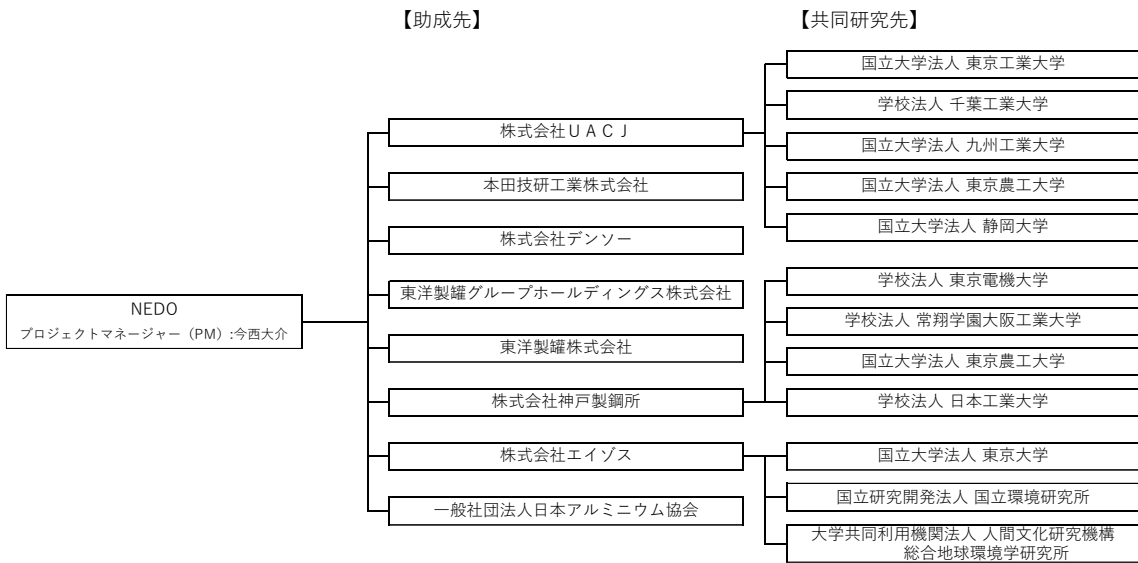 【助成先】
【共同研究先】
NEDO
プロジェクトマネージャー（PM）:今西大介
株式会社ＵＡＣＪ
本田技研工業株式会社
株式会社デンソー
東洋製罐グループホールディングス株式会社
東洋製罐株式会社
株式会社神戸製鋼所
株式会社エイゾス
一般社団法人日本アルミニウム協会
国立大学法人 東京工業大学
学校法人 千葉工業大学
国立大学法人 九州工業大学
国立大学法人 東京農工大学
国立大学法人 静岡大学
学校法人 東京電機大学
学校法人 常翔学園大阪工業大学
国立大学法人 東京農工大学
学校法人 日本工業大学
国立大学法人 東京大学
国立研究開発法人 国立環境研究所
大学共同利用機関法人 人間文化研究機構
総合地球環境学研究所